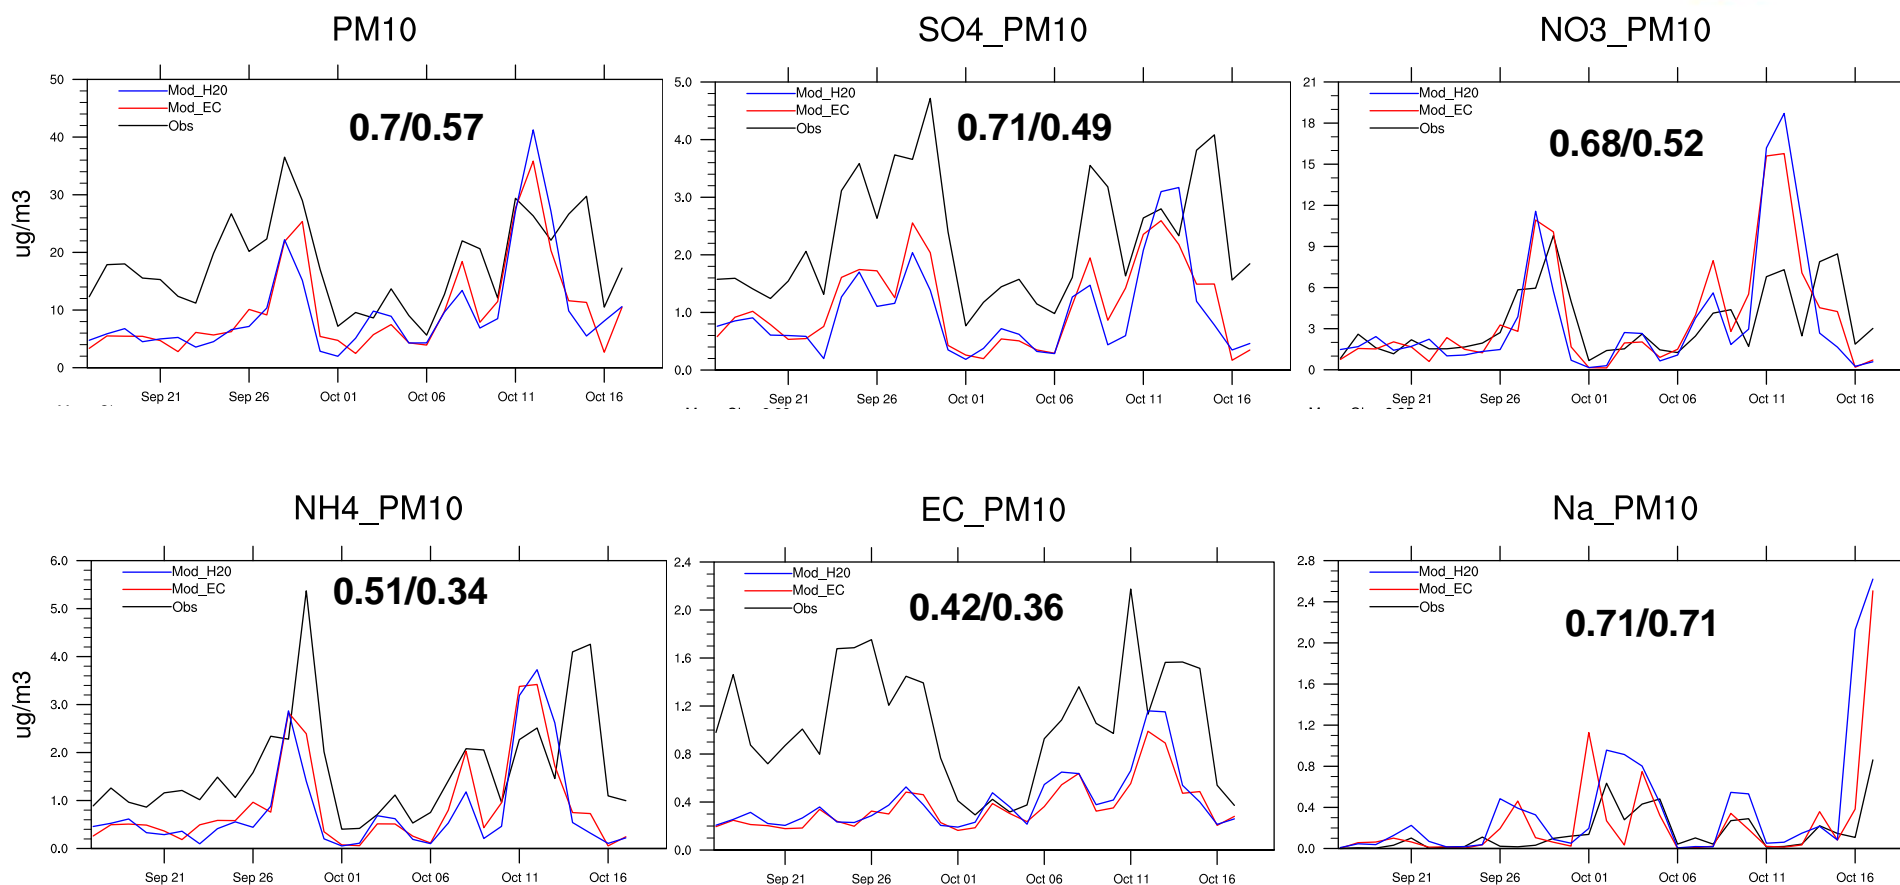 PM10
SO4_PM10
NO3_PM10
50
40
30
20
10
0
ug/m3
Mod_H20
Mod_EC
Obs
0.7/0.57
Sep 21 Sep 26 Oct 01 Oct 06 Oct 11 Oct 16
5.0
4.0
3.0
2.0
1.0
0.0
Mod_H20
Mod_EC
Obs
0.71/0.49
Sep 21 Sep 26 Oct 01 Oct 06 Oct 11 Oct 16
21
18
15
12
9
6
3
0
Mod_H20
Mod_EC
Obs
0.68/0.52
Sep 21 Sep 26 Oct 01 Oct 06 Oct 11 Oct 16
NH4_PM10
EC_PM10
Na_PM10
6.0
5.0
4.0
3.0
2.0
1.0
0.0
ug/m3
Mod_H20
Mod_EC
Obs
0.51/0.34
Sep 21 Sep 26 Oct 01 Oct 06 Oct 11 Oct 16
2.4
2.0
1.6
1.2
0.8
0.4
0.0
Mod_H20
Mod_EC
Obs
0.42/0.36
Sep 21 Sep 26 Oct 01 Oct 06 Oct 11 Oct 16
2.8
2.4
2.0
1.6
1.2
0.8
0.4
0.0
Mod_H20
Mod_EC
Obs
0.71/0.71
Sep 21 Sep 26 Oct 01 Oct 06 Oct 11 Oct 16